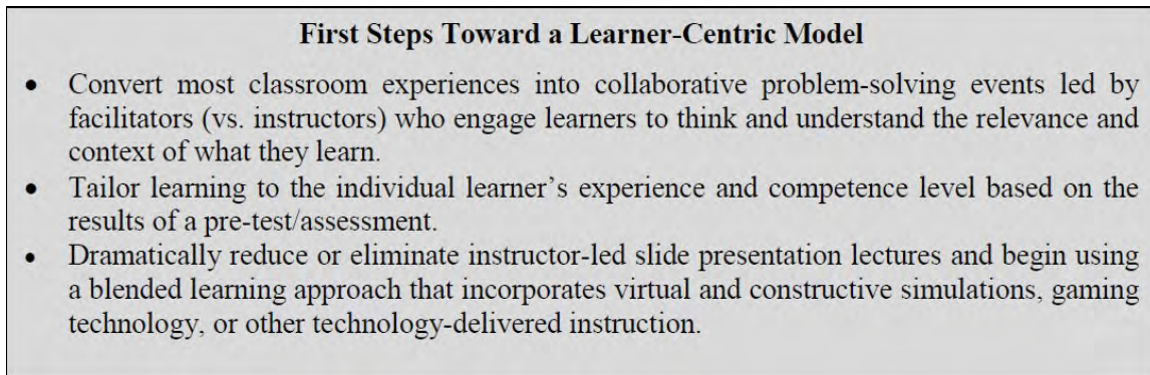 First Steps Toward a Learner-Centric Model
• Convert most classroom experiences into collaborative problem-solving events led by
facilitators (vs. instructors) who engage learners to think and understand the relevance and
context of what they learn.
• Tailor learning to the individual learner’s experience and competence level based on the
results of a pre-test/assessment.
• Dramatically reduce or eliminate instructor-led slide presentation lectures and begin using
a blended learning approach that incorporates virtual and constructive simulations, gaming
technology, or other technology-delivered instruction.